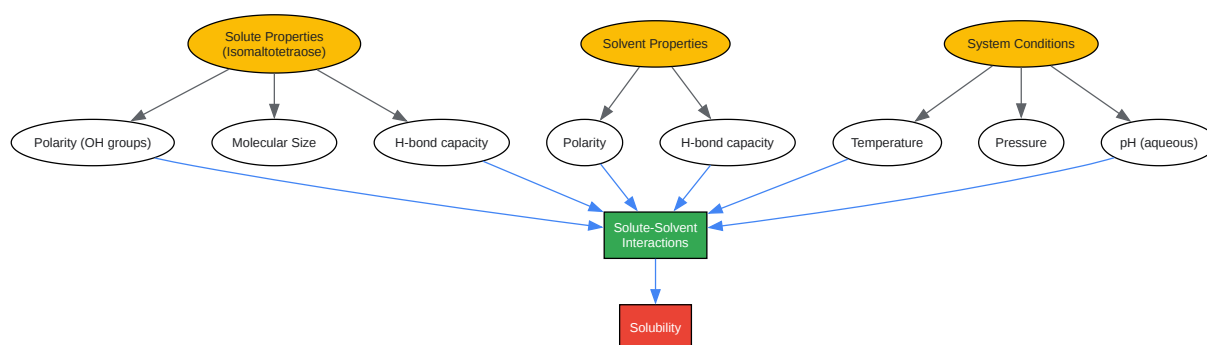 Solute Properties
(Isomaltotetraose)
Solvent Properties
System Conditions
Polarity (OH groups)
Molecular Size
H-bond capacity
Polarity
H-bond capacity
Temperature
Pressure
pH (aqueous)
Solute-Solvent
Interactions
Solubility